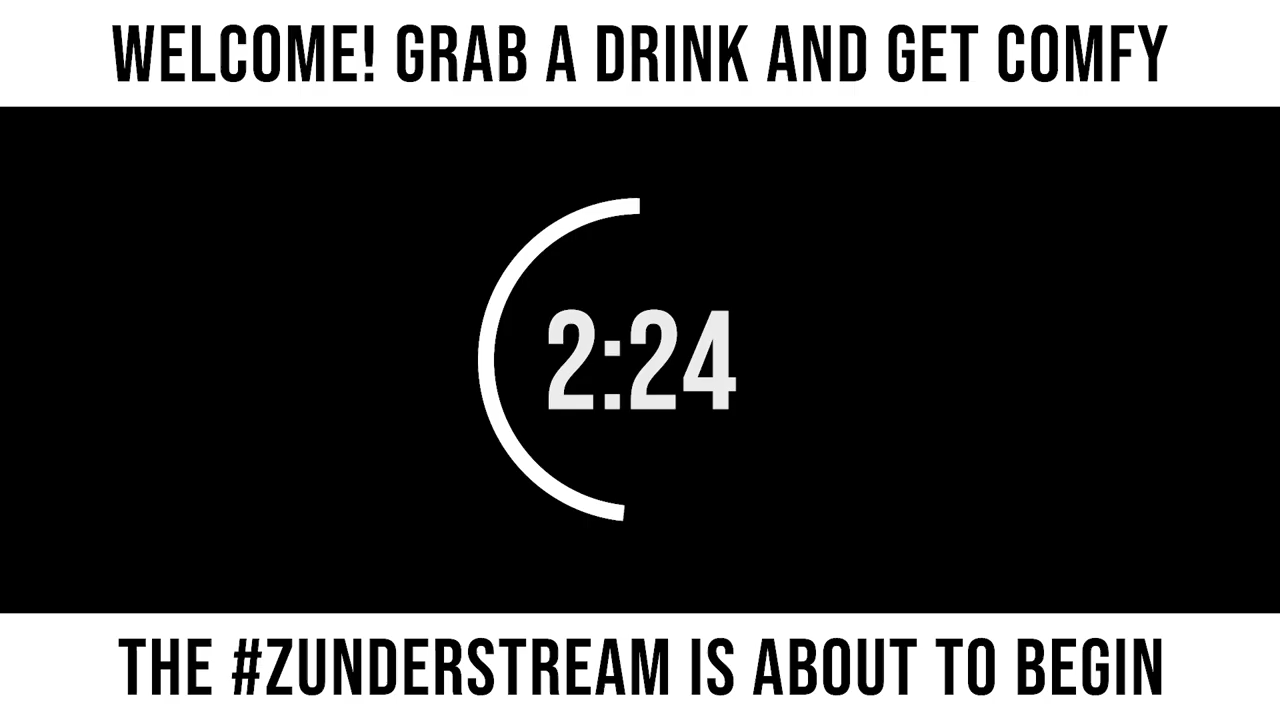 WELCOME! GRAB A DRINK AND GET COMFY
2:24
THE #ZUNDERSTREAM IS ABOUT TO BEGIN